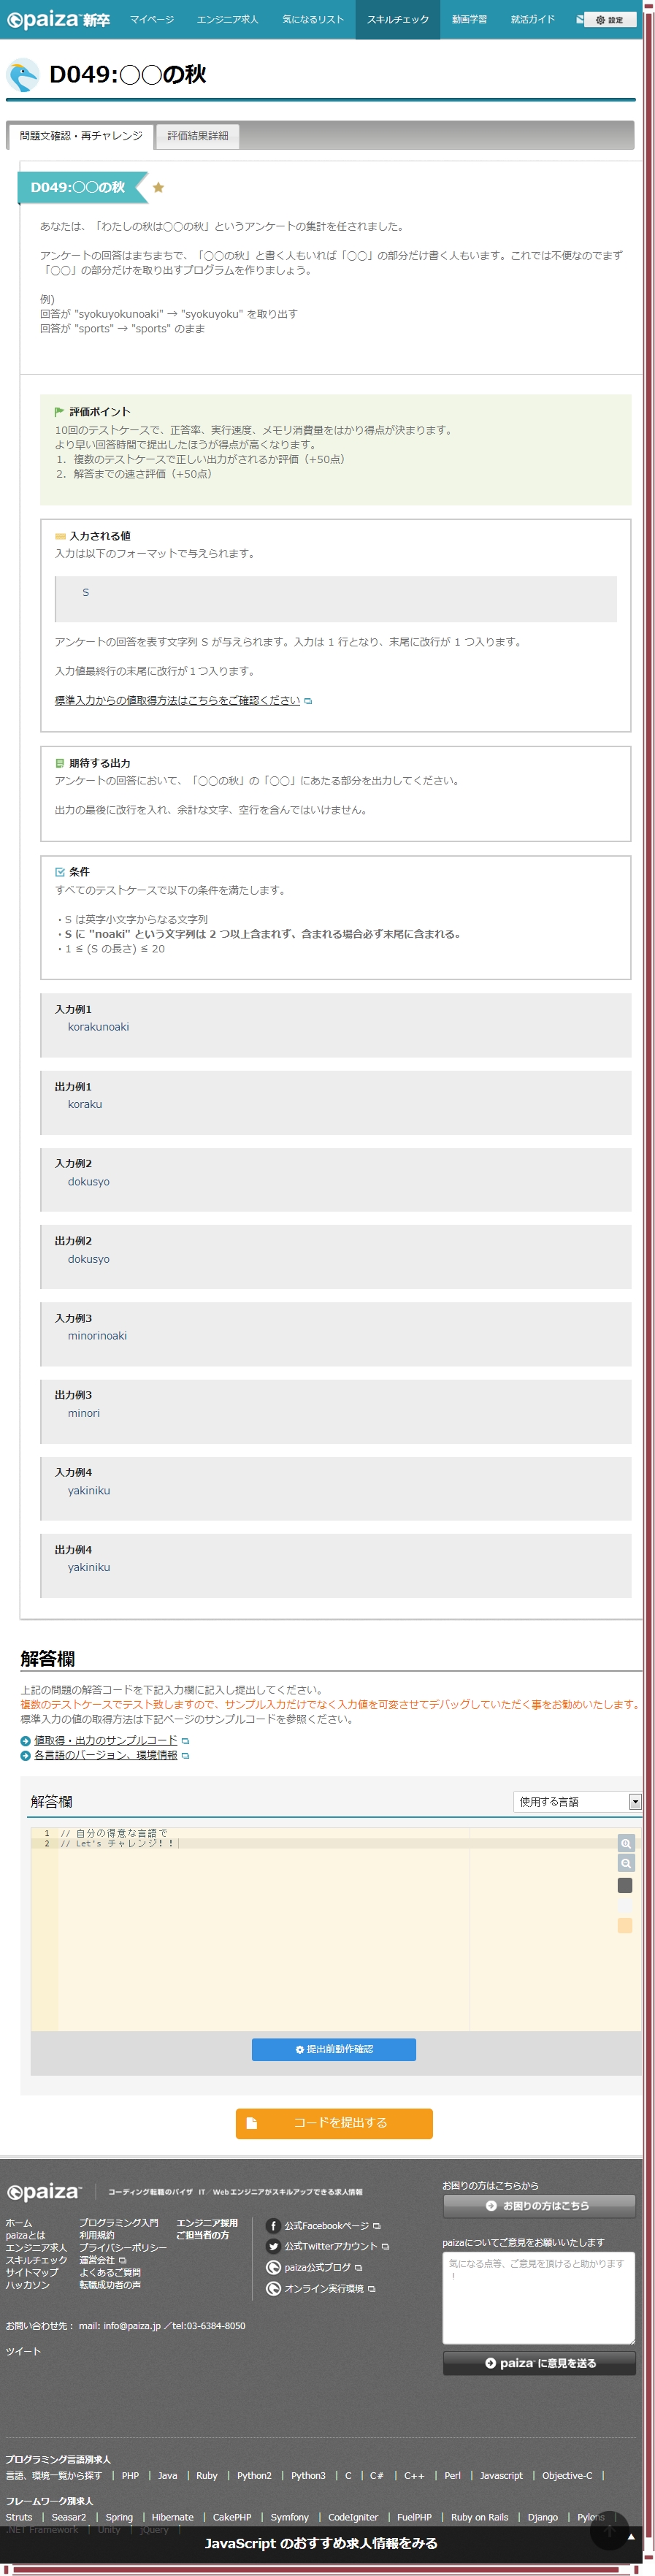 paiza 新卒 マイページ エンジニア求人 気になるリスト スキルチェック 動画学習 就活ガイド 設定
D049:〇〇の秋
問題文確認・再チャレンジ 評価結果詳細
D049:〇〇の秋
あなたは、「わたしの秋は〇〇の秋」というアンケートの集計を任されました。
アンケートの回答はまちまちで、「〇〇の秋」と書く人もいれば「〇〇」の部分だけ書く人もいます。これでは不便なのでまず
「〇〇」の部分だけを取り出すプログラムを作りましょう。
例)
回答が "syokuyokunoaki" → "syokuyoku" を取り出す
回答が "sports" → "sports" のまま
評価ポイント
10回のテストケースで、正答率、実行速度、メモリ消費量をはかり得点が決まります。
より早い回答時間で提出したほうが得点が高くなります。
1. 複数のテストケースで正しい出力がされるか評価（+50点）
2. 解答までの速さ評価（+50点）
入力される値
入力は以下のフォーマットで与えられます。
S
アンケートの回答を表す文字列 S が与えられます。入力は 1 行となり、末尾に改行が 1 つ入ります。
入力値最終行の末尾に改行が１つ入ります。
標準入力からの値取得方法はこちらをご確認ください
期待する出力
アンケートの回答において、「〇〇の秋」の「〇〇」にあたる部分を出力してください。
出力の最後に改行を入れ、余計な文字、空行を含んではいけません。
条件
すべてのテストケースで以下の条件を満たします。
・S は英字小文字からなる文字列
・S に "noaki" という文字列は 2 つ以上含まれず、含まれる場合必ず末尾に含まれる。
・1 ≦ (S の長さ) ≦ 20
入力例1
korakunoaki
出力例1
koraku
入力例2
dokusyo
出力例2
dokusyo
入力例3
minorinoaki
出力例3
minori
入力例4
yakiniku
出力例4
yakiniku
解答欄
上記の問題の解答コードを下記入力欄に記入し提出してください。
複数のテストケースでテスト致しますので、サンプル入力だけでなく入力値を可変させてデバッグしていただく事をお勧めいたします。
標準入力の値の取得方法は下記ページのサンプルコードを参照ください。
値取得・出力のサンプルコード
各言語のバージョン、環境情報
解答欄 使用する言語
1 // 自分の得意な言語で
2 // Let's チャレンジ！！
提出前動作確認
コードを提出する
paiza コーディング転職のパイザ IT／Webエンジニアがスキルアップできる求人情報
ホーム プログラミング入門 エンジニア採用
paizaとは 利用規約 ご担当者の方
エンジニア求人 プライバシーポリシー
スキルチェック 運営会社
サイトマップ よくあるご質問
ハッカソン 転職成功者の声
公式Facebookページ
公式Twitterアカウント
paiza公式ブログ
オンライン実行環境
お困りの方はこちらから
お困りの方はこちら
paizaについてご意見をお願いいたします
気になる点等、ご意見を頂けると助かります
！
paiza に意見を送る
お問い合わせ先： mail: info@paiza.jp ／tel:03-6384-8050
ツイート
プログラミング言語別求人
言語、環境一覧から探す | PHP | Java | Ruby | Python2 | Python3 | C | C# | C++ | Perl | Javascript | Objective-C |
フレームワーク別求人
Struts | Seasar2 | Spring | Hibernate | CakePHP | Symfony | CodeIgniter | FuelPHP | Ruby on Rails | Django | Pylons
.NET Framework | Unity | jQuery |
JavaScript のおすすめ求人情報をみる